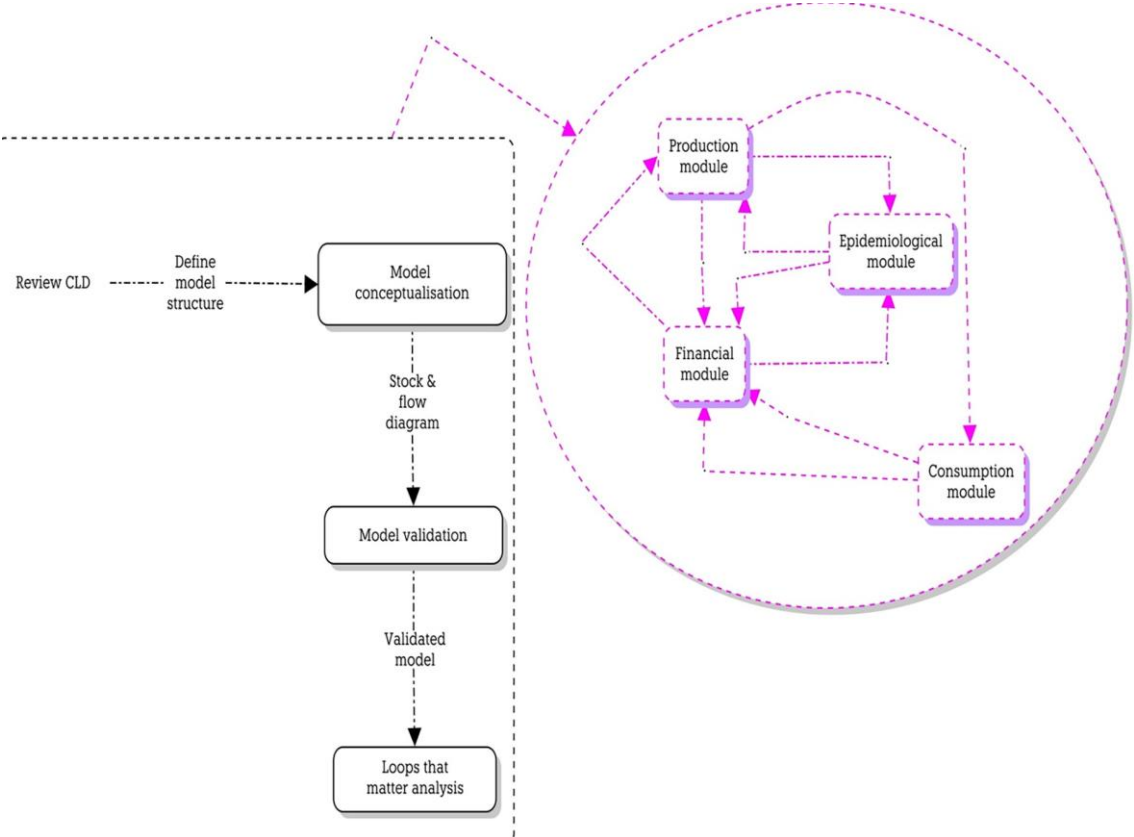 Review CLD
Define
model
structure
Model
conceptualisation
Stock &
flow
diagram
Model validation
Validated
model
Loops that
matter analysis
Production
module
Epidemiological
module
Financial
module
Consumption
module